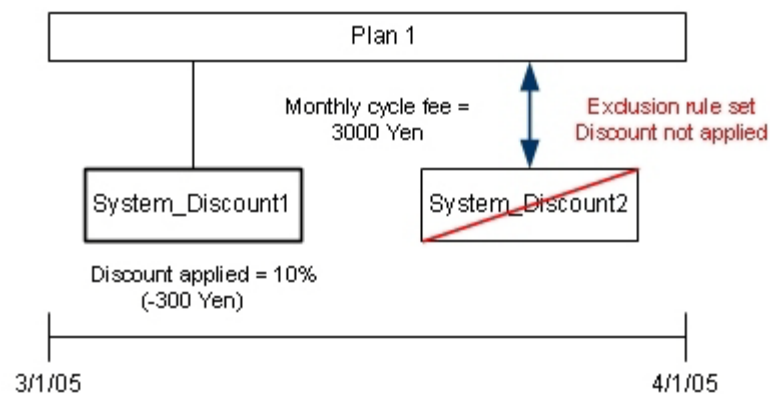 Plan 1
Monthly cycle fee =
3000 Yen
Exclusion rule set
Discount not applied
System_Discount1
System_Discount2
Discount applied = 10%
(-300 Yen)
3/1/05
4/1/05